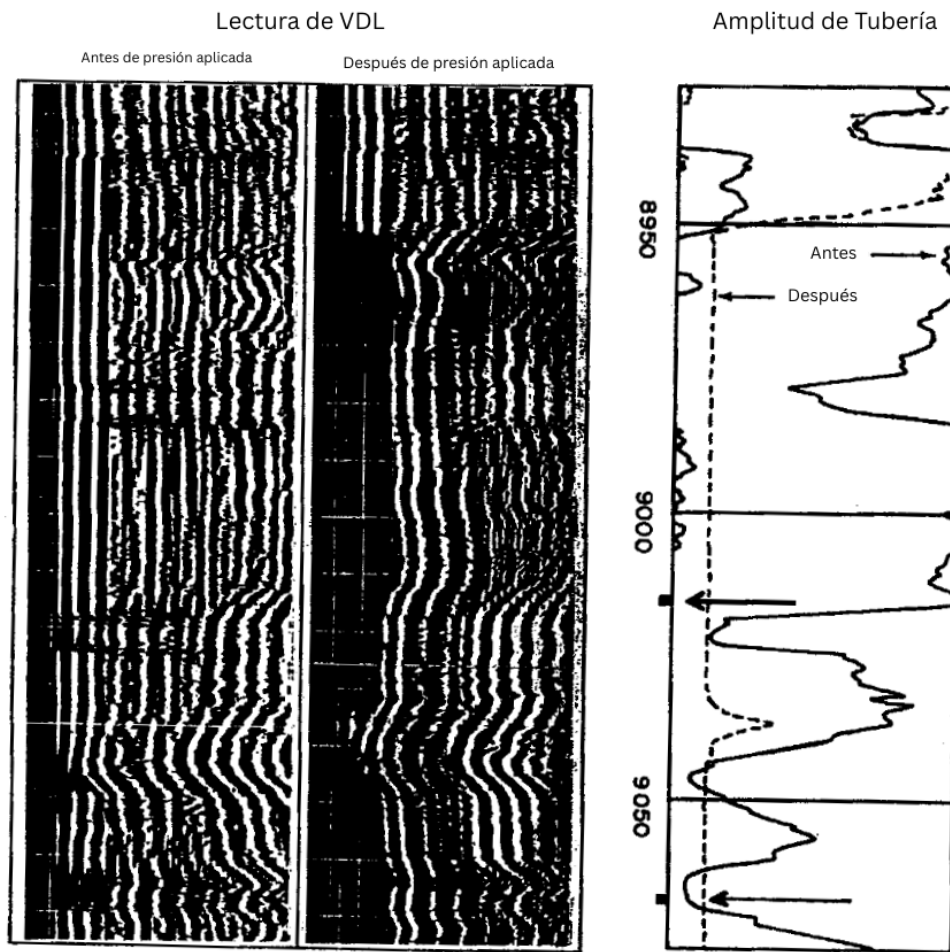 Lectura de VDL
Amplitud de Tubería
Antes de presión aplicada
Después de presión aplicada
8950
Antes
Después
9000
9050